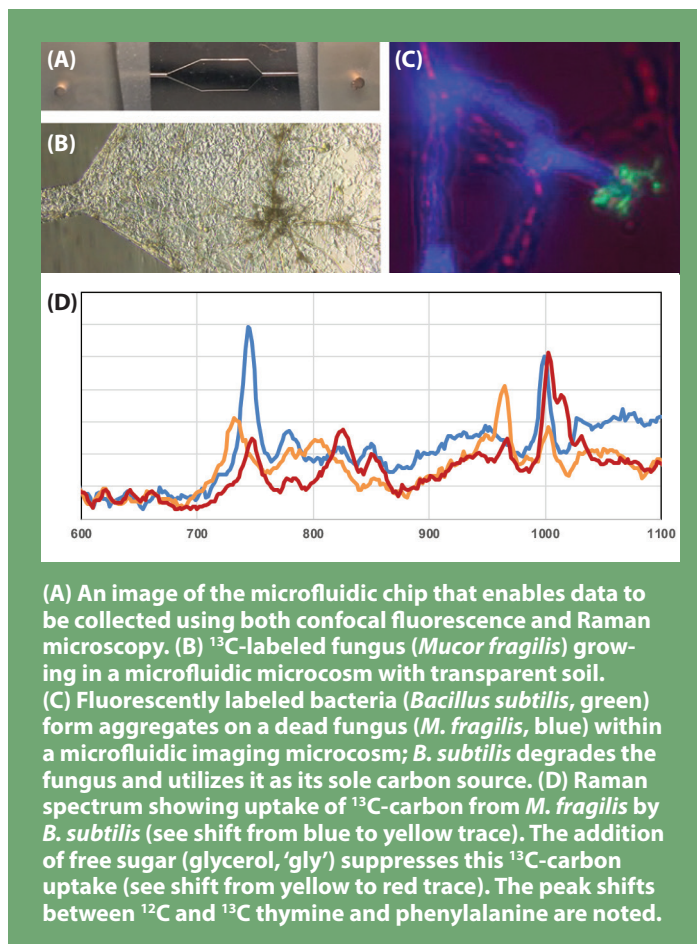 (A)
(B)
(C)
(D)
600 700 800 900 1000 1100
(A) An image of the microfluidic chip that enables data to
be collected using both confocal fluorescence and Raman
microscopy. (B) ¹³C-labeled fungus (Mucor fragilis) grow-
ing in a microfluidic microcosm with transparent soil.
(C) Fluorescently labeled bacteria (Bacillus subtilis, green)
form aggregates on a dead fungus (M. fragilis, blue) within
a microfluidic imaging microcosm; B. subtilis degrades the
fungus and utilizes it as its sole carbon source. (D) Raman
spectrum showing uptake of ¹³C-carbon from M. fragilis by
B. subtilis (see shift from blue to yellow trace). The addition
of free sugar (glycerol, ‘gly’) suppresses this ¹³C-carbon
uptake (see shift from yellow to red trace). The peak shifts
between ¹²C and ¹³C thymine and phenylalanine are noted.